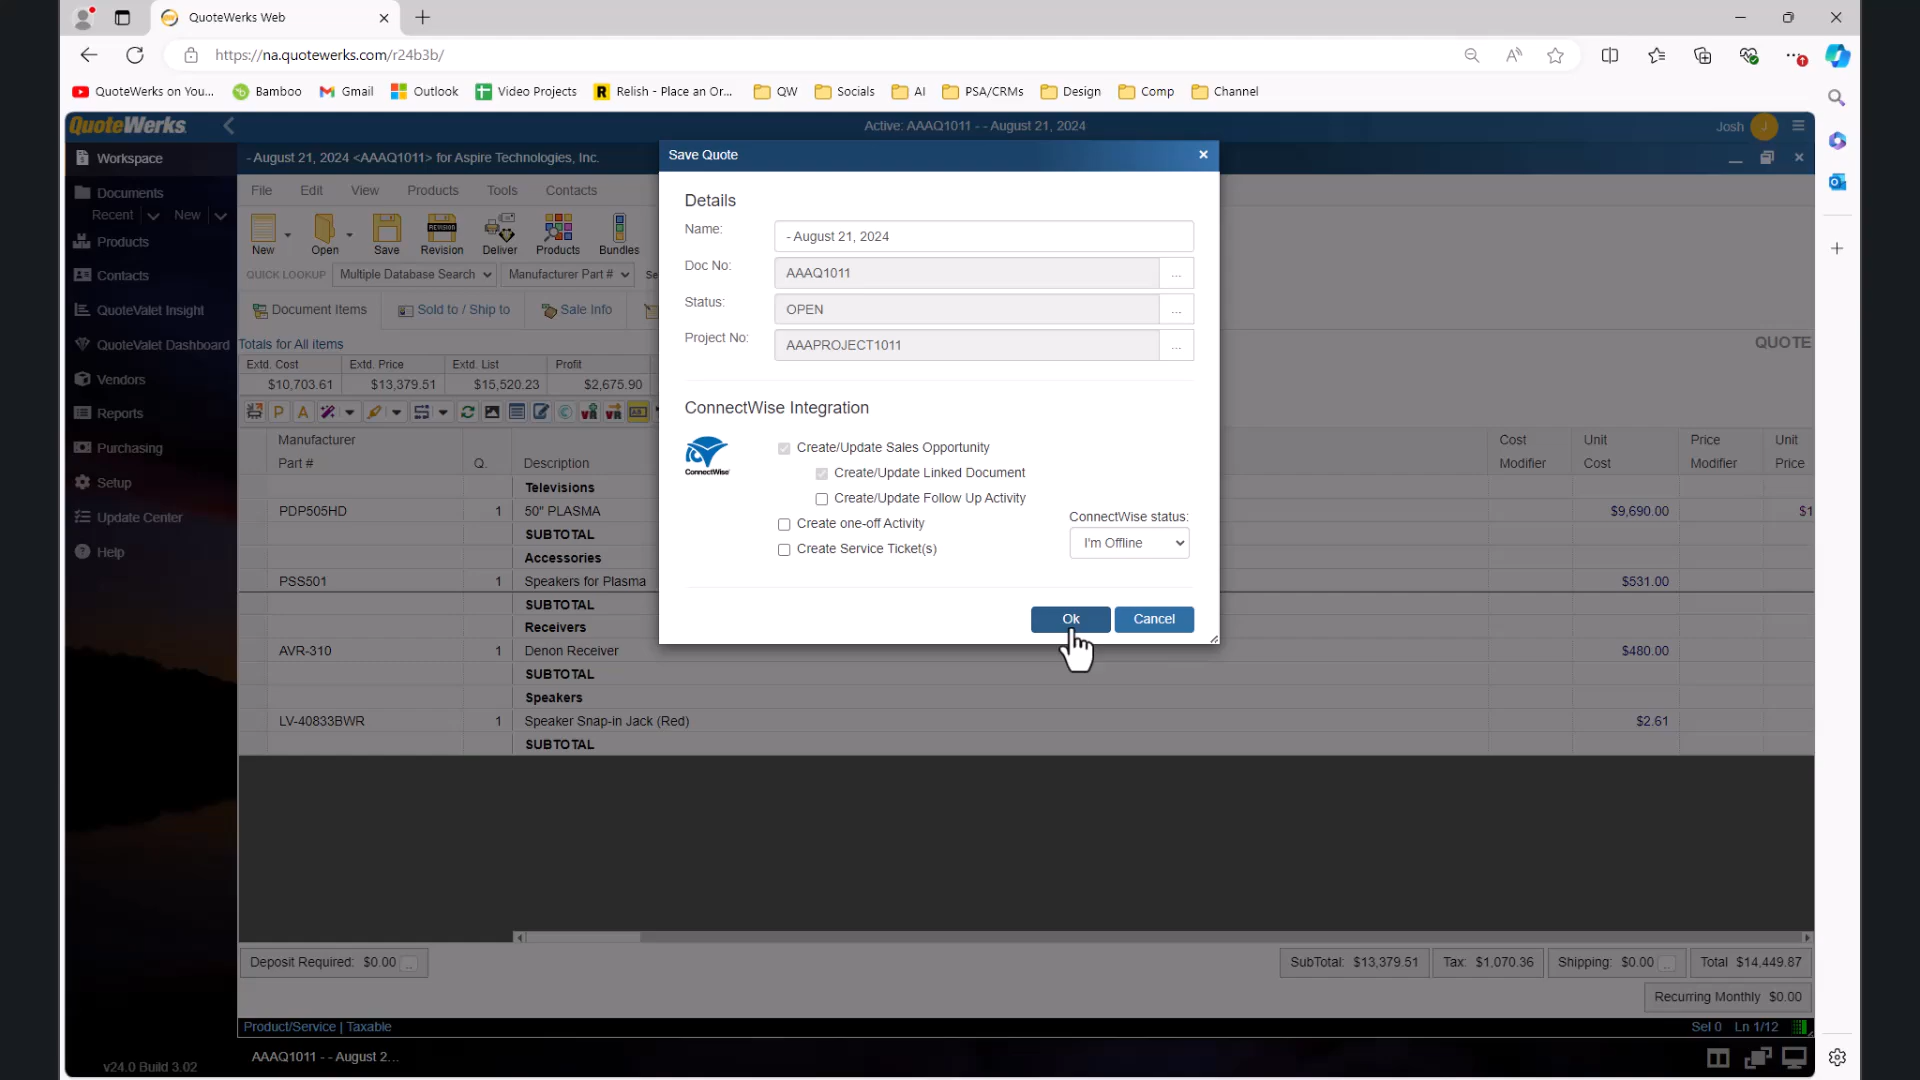 QuoteWerks Web
https://na.quotewerks.com/r24b3b/
QuoteWerks on You...
Bamboo
Gmail
Outlook
Video Projects
Relish - Place an Or...
QW
Socials
AI
PSA/CRMs
Design
Comp
Channel
QuoteWerks
Active: AAAQ1011 - - August 21, 2024
Josh
J
Workspace
- August 21, 2024 <AAAQ1011> for Aspire Technologies, Inc.
Documents
Recent
New
Products
Contacts
QuoteValet Insight
QuoteValet Dashboard
Vendors
Reports
Purchasing
Setup
Update Center
Help
v24.0 Build 3.02
File
Edit
View
Products
Tools
Contacts
New
Open
Save
REVISION
Revision
Deliver
Products
Bundles
QUICK LOOKUP
Multiple Database Search
Manufacturer Part #
Se
Document Items
Sold to / Ship to
Sale Info
Totals for All items
QUOTE
Extd. Cost
Extd. Price
Extd. List
Profit
$10,703.61
$13,379.51
$15,520.23
$2,675.90
Manufacturer
Part #
Q.
Description
Cost
Modifier
Unit
Cost
Price
Modifier
Unit
Price
Televisions
PDP505HD
1
50" PLASMA
$9,690.00
$1
SUBTOTAL
Accessories
PSS501
1
Speakers for Plasma
$531.00
SUBTOTAL
Receivers
AVR-310
1
Denon Receiver
$480.00
SUBTOTAL
Speakers
LV-40833BWR
1
Speaker Snap-in Jack (Red)
$2.61
SUBTOTAL
Save Quote
Details
Name:
- August 21, 2024
Doc No:
AAAQ1011
...
Status:
OPEN
...
Project No:
AAAPROJECT1011
...
ConnectWise Integration
ConnectWise
Create/Update Sales Opportunity
Create/Update Linked Document
Create/Update Follow Up Activity
Create one-off Activity
Create Service Ticket(s)
ConnectWise status:
I'm Offline
Ok
Cancel
Deposit Required: $0.00 ...
SubTotal: $13,379.51
Tax: $1,070.36
Shipping: $0.00 ...
Total $14,449.87
Recurring Monthly $0.00
Product/Service | Taxable
Sel 0
Ln 1/12
AAAQ1011 - - August 2...